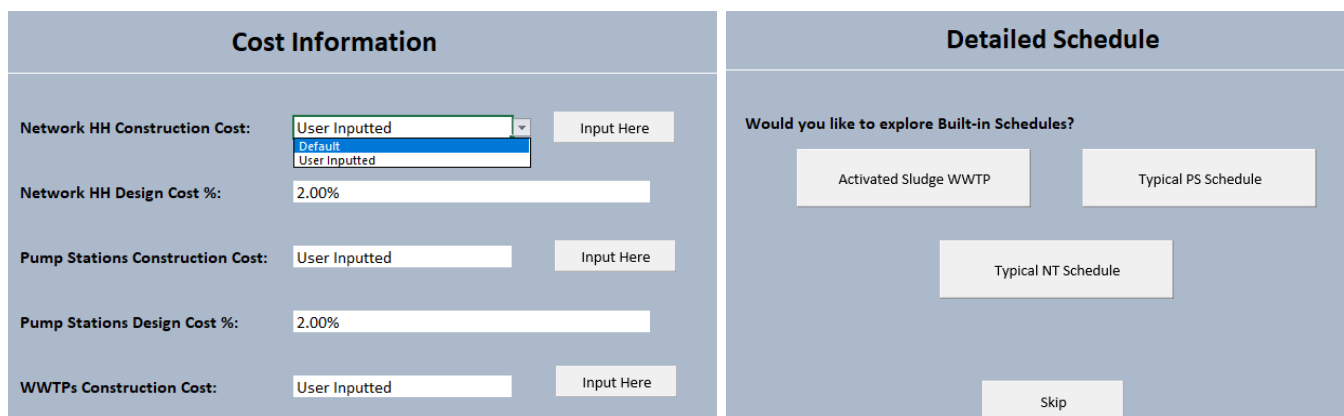 Cost Information
Network HH Construction Cost:
User Inputted
Input Here
Default
User Inputted
Network HH Design Cost %:
2.00%
Pump Stations Construction Cost:
User Inputted
Input Here
Pump Stations Design Cost %:
2.00%
WWTPs Construction Cost:
User Inputted
Input Here
Detailed Schedule
Would you like to explore Built-in Schedules?
Activated Sludge WWTP
Typical PS Schedule
Typical NT Schedule
Skip